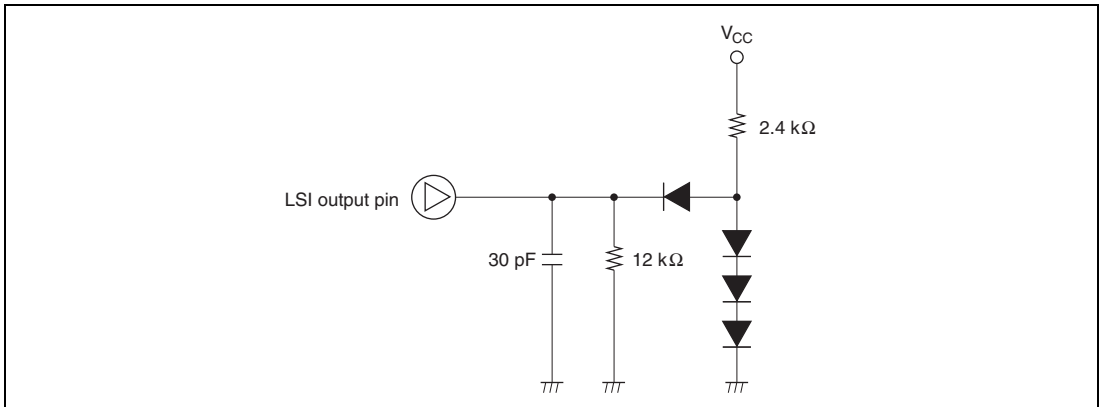 V_CC
2.4 kΩ
LSI output pin
30 pF
12 kΩ